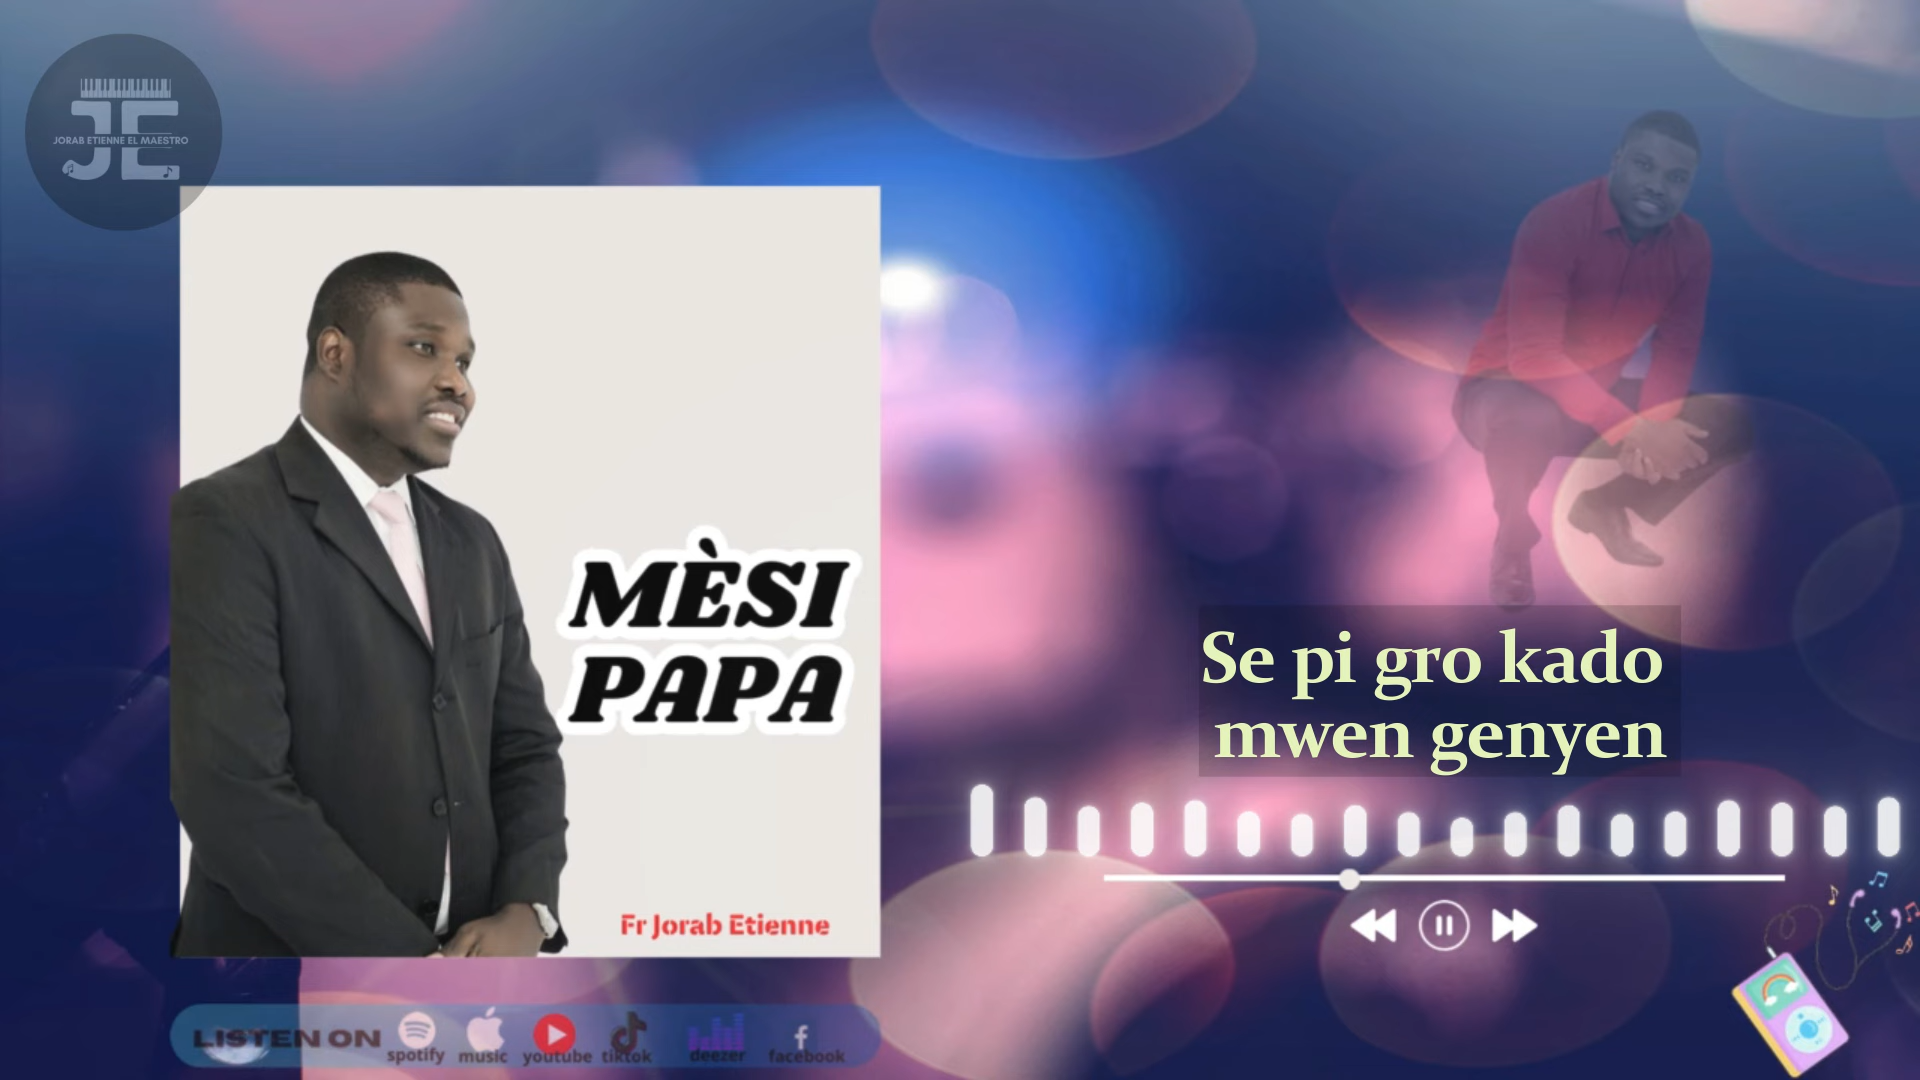 JE
JORAB ETIENNE EL MAESTRO
MÈSI
PAPA
Fr Jorab Etienne
Se pi gro kado
mwen genyen
LISTEN ON
spotify music youtube tiktok deezer facebook